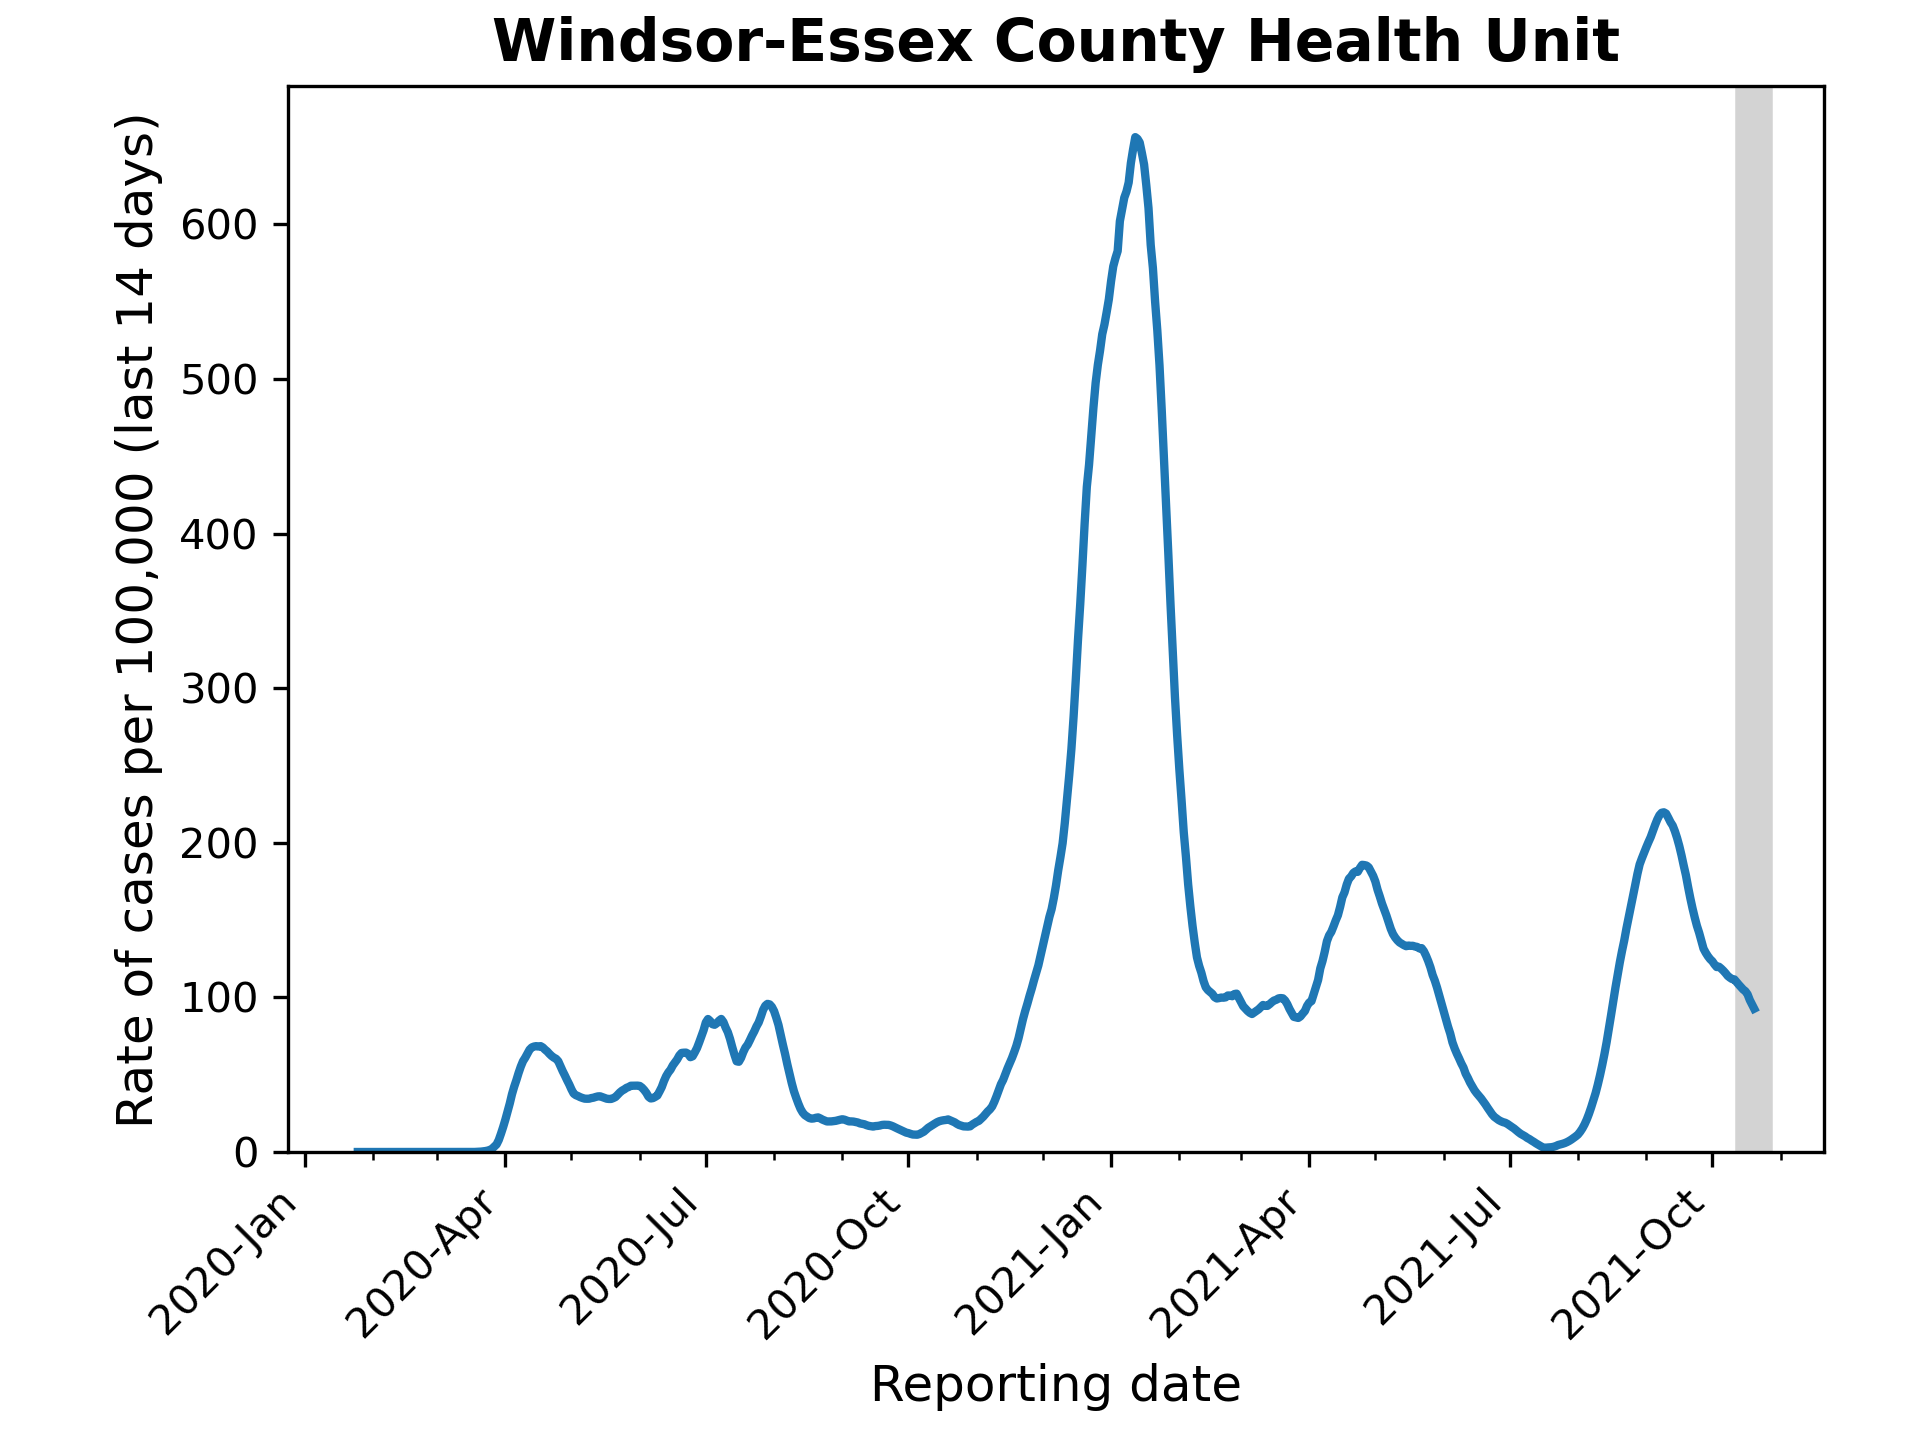 Windsor-Essex County Health Unit
Rate of cases per 100,000 (last 14 days)
600
500
400
300
200
100
0
2020-Jan
2020-Apr
2020-Jul
2020-Oct
2021-Jan
2021-Apr
2021-Jul
2021-Oct
Reporting date